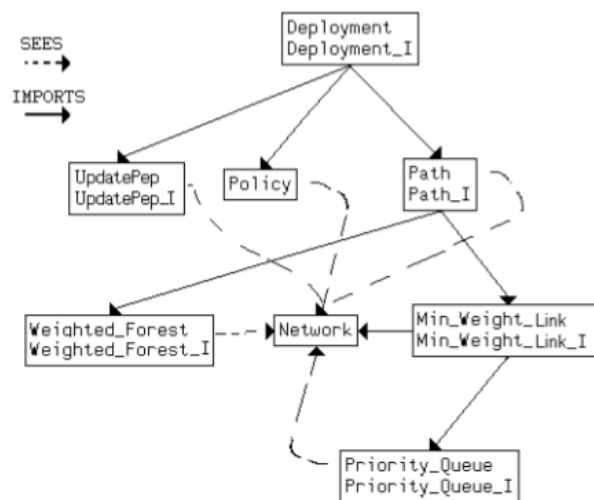 SEES
IMPORTS
Deployment
Deployment_I
UpdatePep
UpdatePep_I
Policy
Path
Path_I
Weighted_Forest
Weighted_Forest_I
Network
Min_Weight_Link
Min_Weight_Link_I
Priority_Queue
Priority_Queue_I